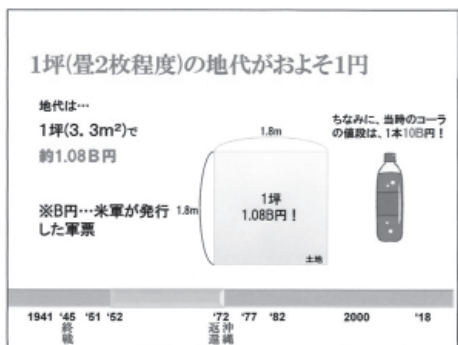 1坪(畳2枚程度)の地代がおよそ1円
地代は…
1坪(3.3m²)で
約1.08B円
※B円…米軍が発行
した軍票
1.8m
1.8m
1坪
1.08B円!
土地
ちなみに、当時のコーラ
の値段は、1本10B円!
1941 '45 '51 '52 '72 '77 '82 2000 '18
終戦
沖縄
返還